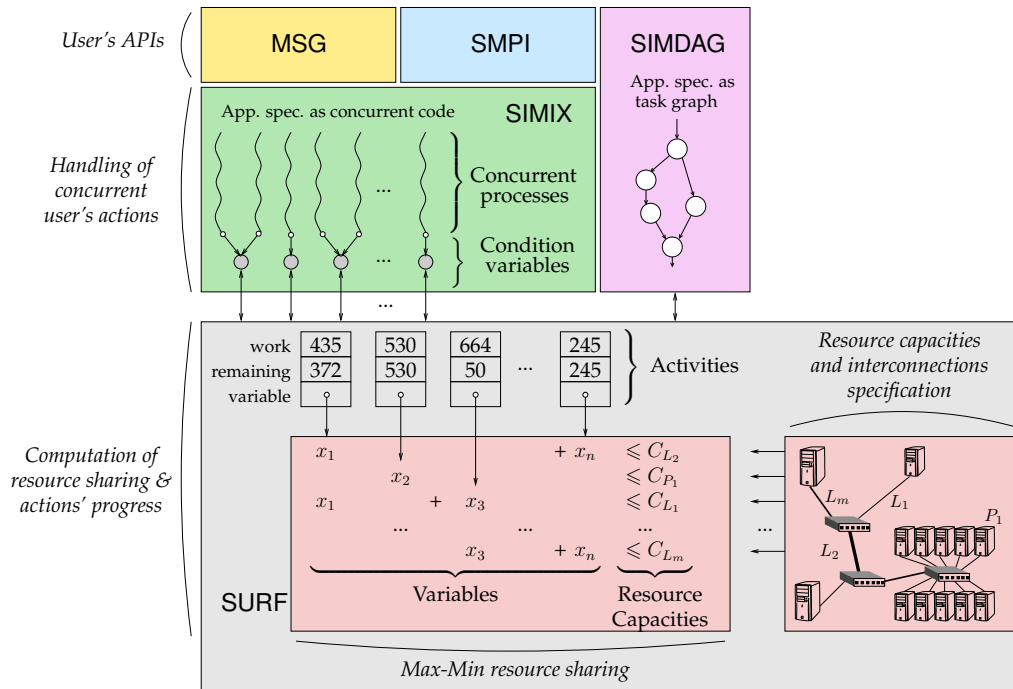 User's APIs
MSG
SMPI
SIMDAG
App. spec. as
task graph
App. spec. as concurrent code
SIMIX
Handling of
concurrent
user's actions
...
Concurrent
processes
...
Condition
variables
...
work
435
530
664
245
remaining
372
530
50
...
245
variable
Activities
Resource capacities
and interconnections
specification
Computation of
resource sharing &
actions' progress
x1 + xn ⩽ CL2
x2 ⩽ CP1
x1 + x3 ⩽ CL1
... ... ...
x3 + xn ⩽ CLm
...
Lm
L1
L2
P1
SURF
Variables
Resource
Capacities
Max-Min resource sharing